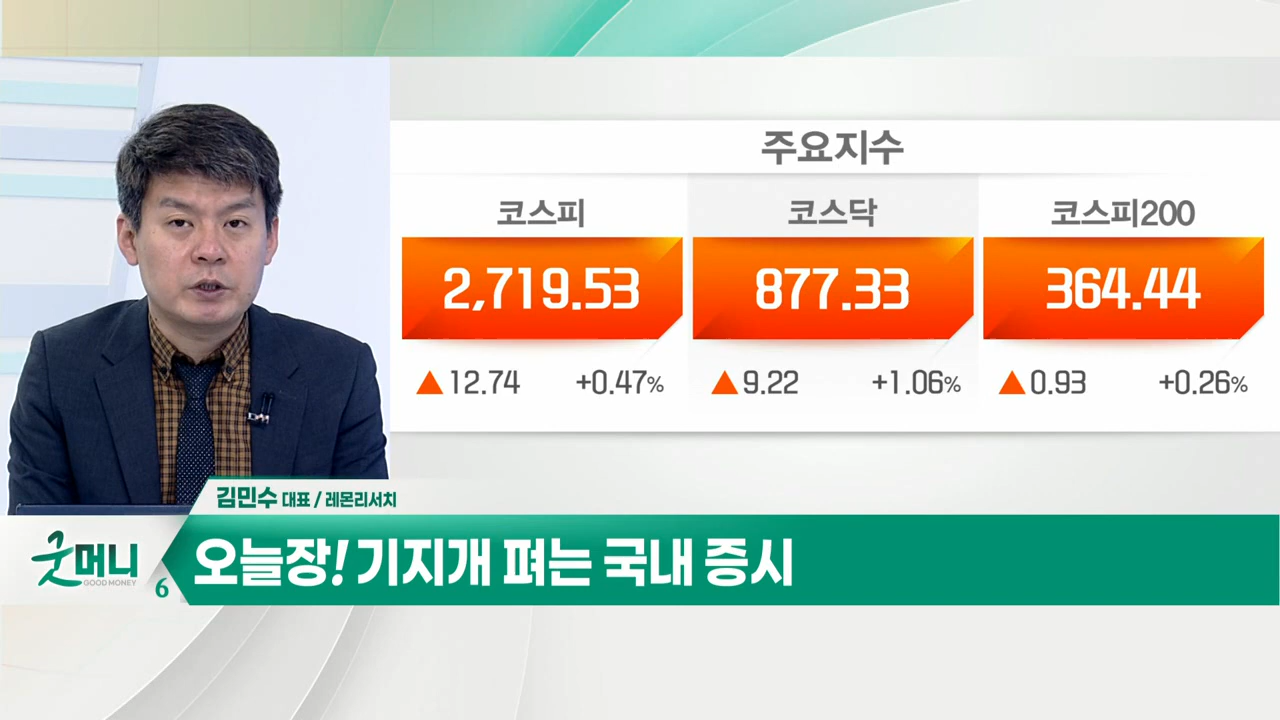 주요지수
코스피
코스닥
코스피200
2,719.53
877.33
364.44
▲ 12.74 +0.47%
▲ 9.22 +1.06%
▲ 0.93 +0.26%
김민수 대표 / 레몬리서치
굿머니
GOOD MONEY
6
오늘장! 기지개 펴는 국내 증시